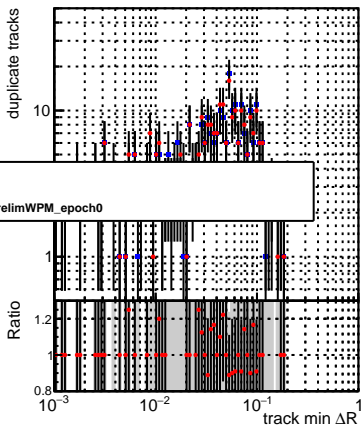 duplicate tracks
10
relimWPM_epoch0
1
Ratio
1.2
1
0.8
10⁻³ 10⁻² 10⁻¹ 1
track min ΔR